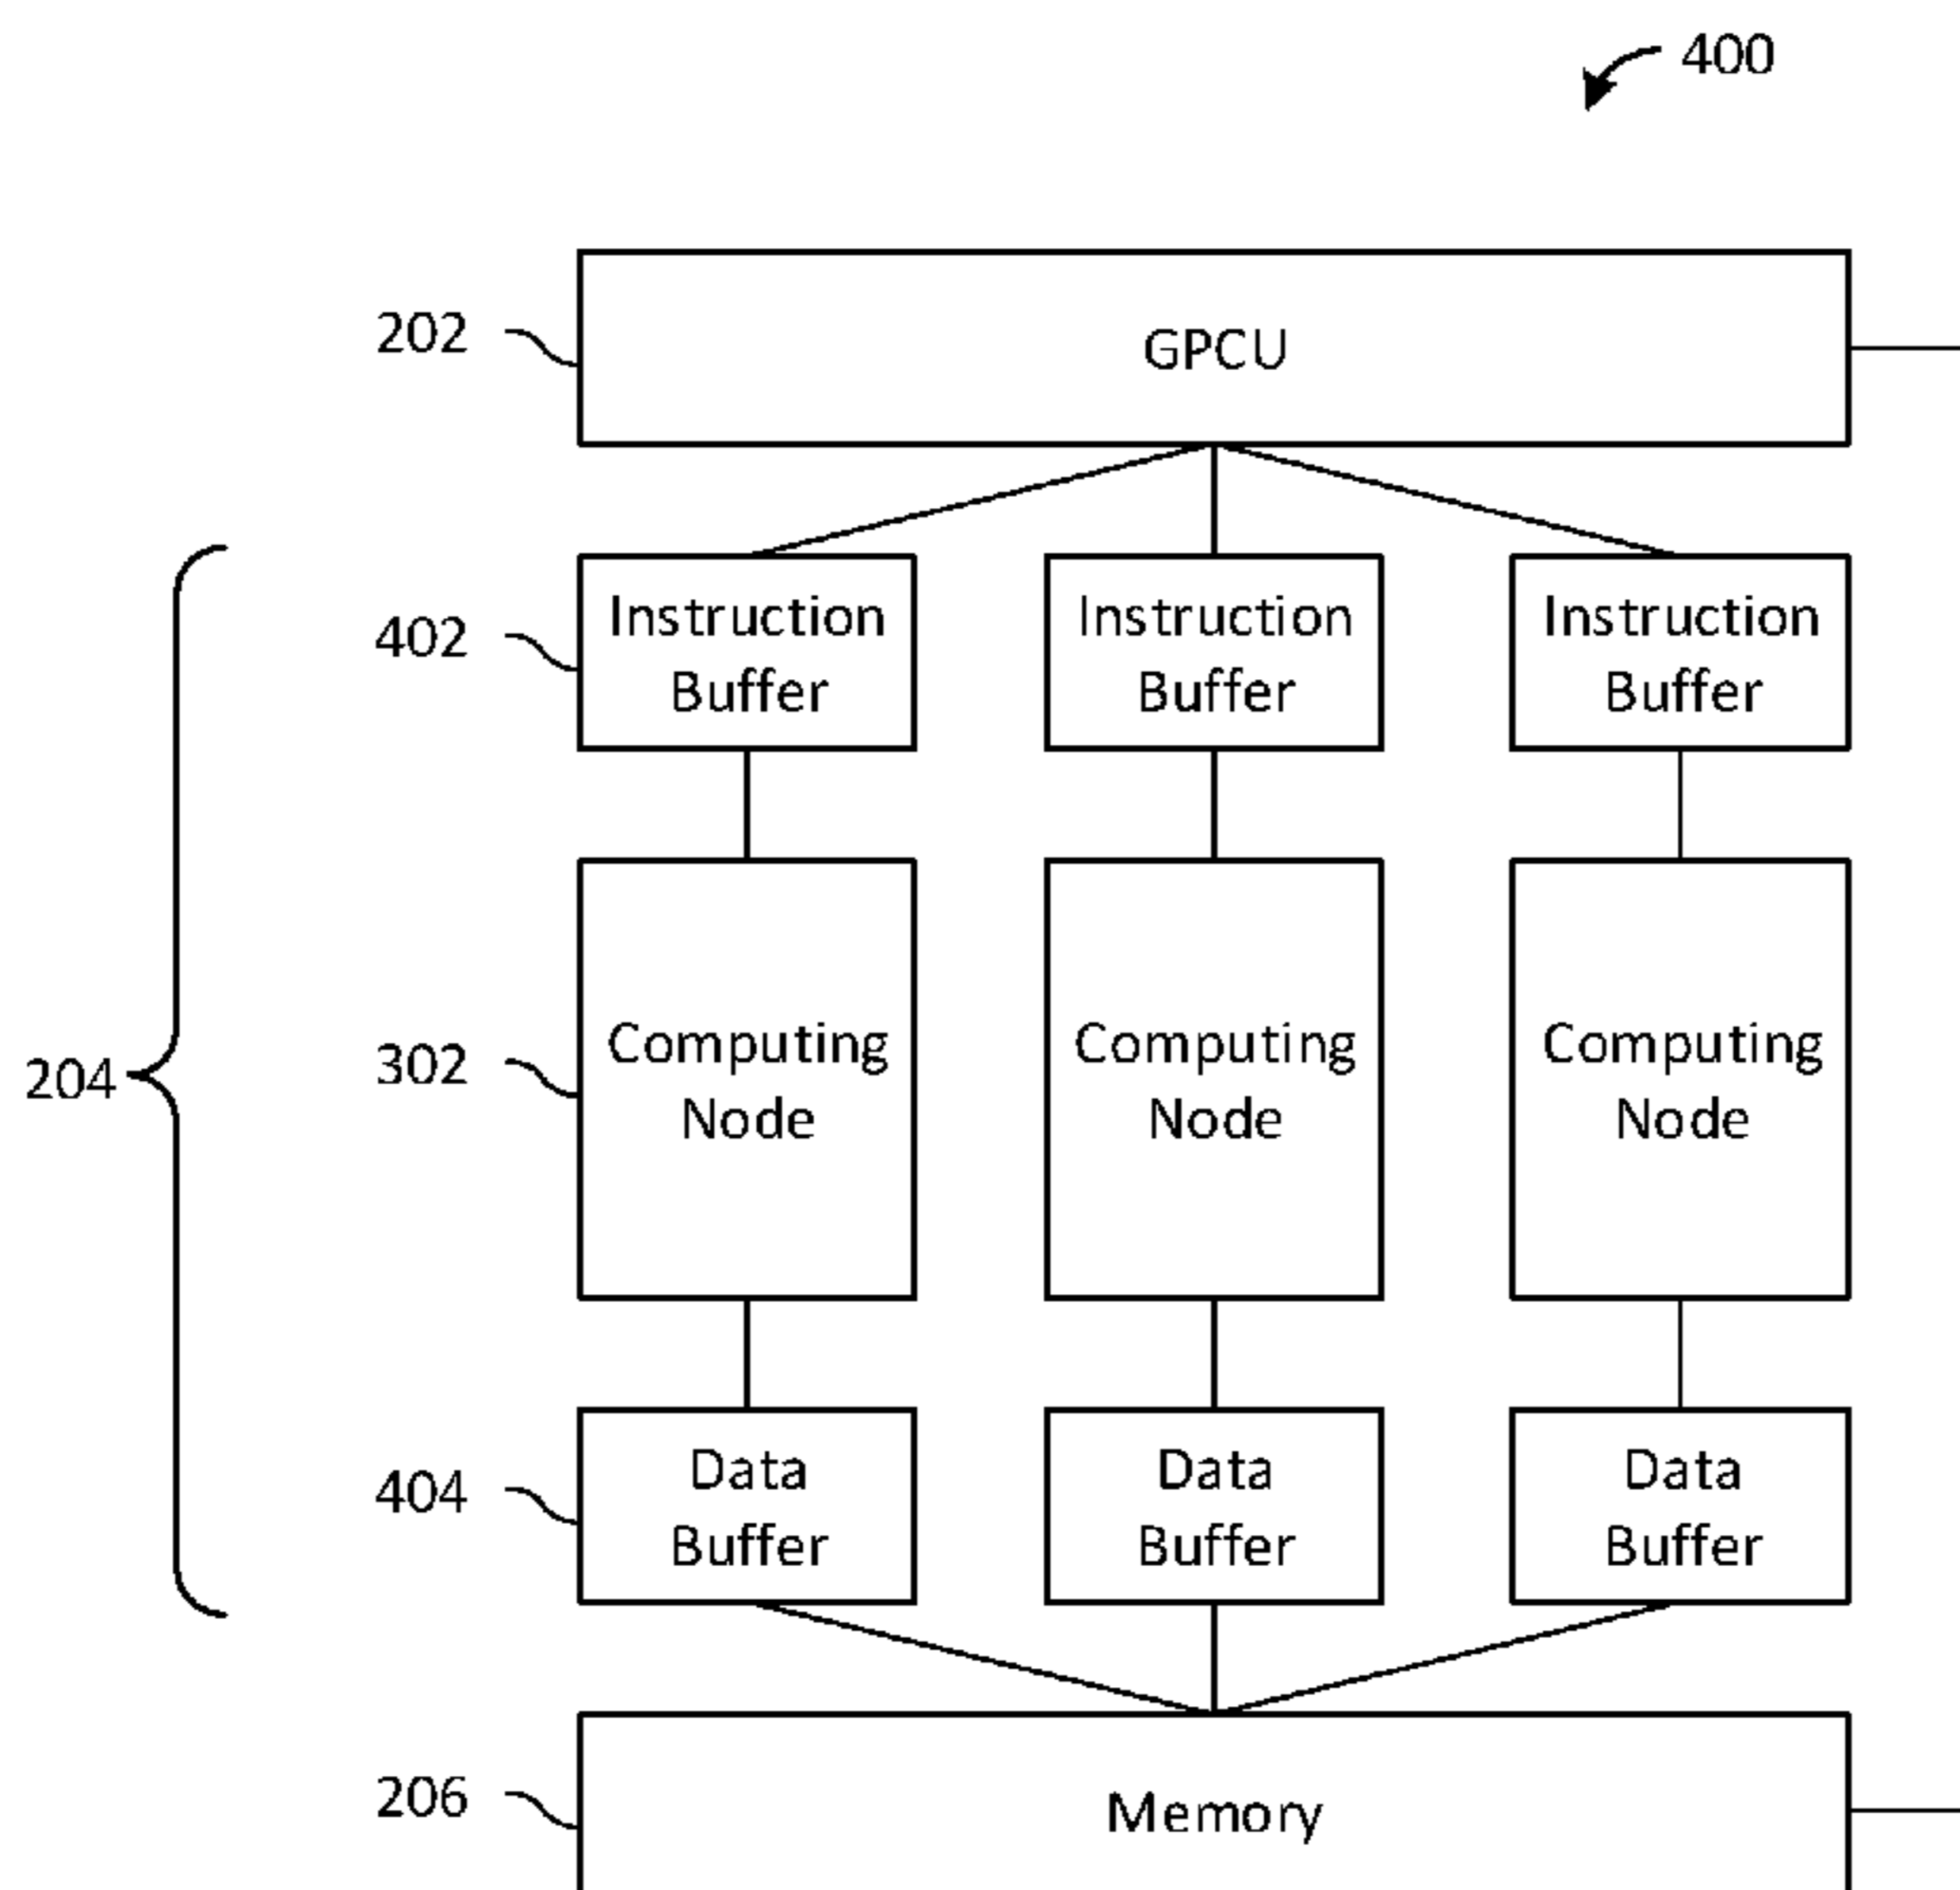 400
202
GPCU
402
Instruction
Buffer
Instruction
Buffer
Instruction
Buffer
204
302
Computing
Node
Computing
Node
Computing
Node
404
Data
Buffer
Data
Buffer
Data
Buffer
206
Memory